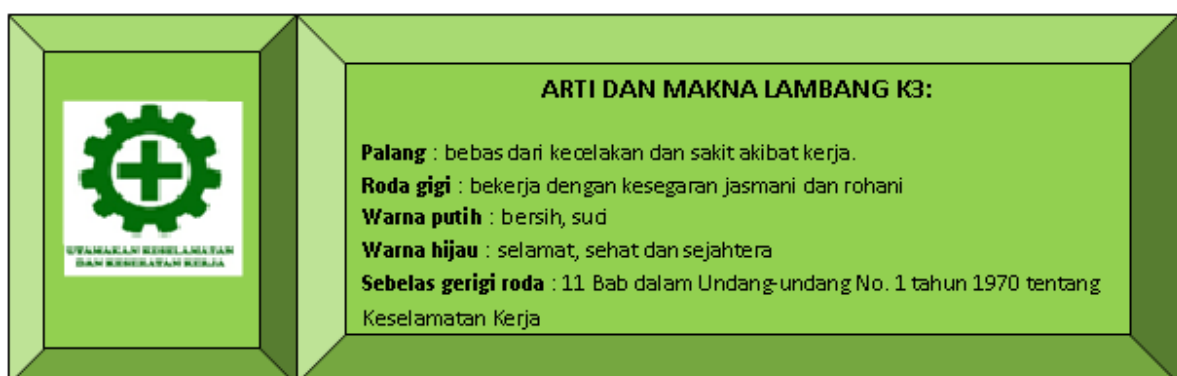 UTAMAKAN KESELAMATAN
DAN KESEHATAN KERJA
ARTI DAN MAKNA LAMBANG K3:
Palang : bebas dari kecelakan dan sakit akibat kerja.
Roda gigi : bekerja dengan kesegaran jasmani dan rohani
Warna putih : bersih, suci
Warna hijau : selamat, sehat dan sejahtera
Sebelas gerigi roda : 11 Bab dalam Undang-undang No. 1 tahun 1970 tentang
Keselamatan Kerja